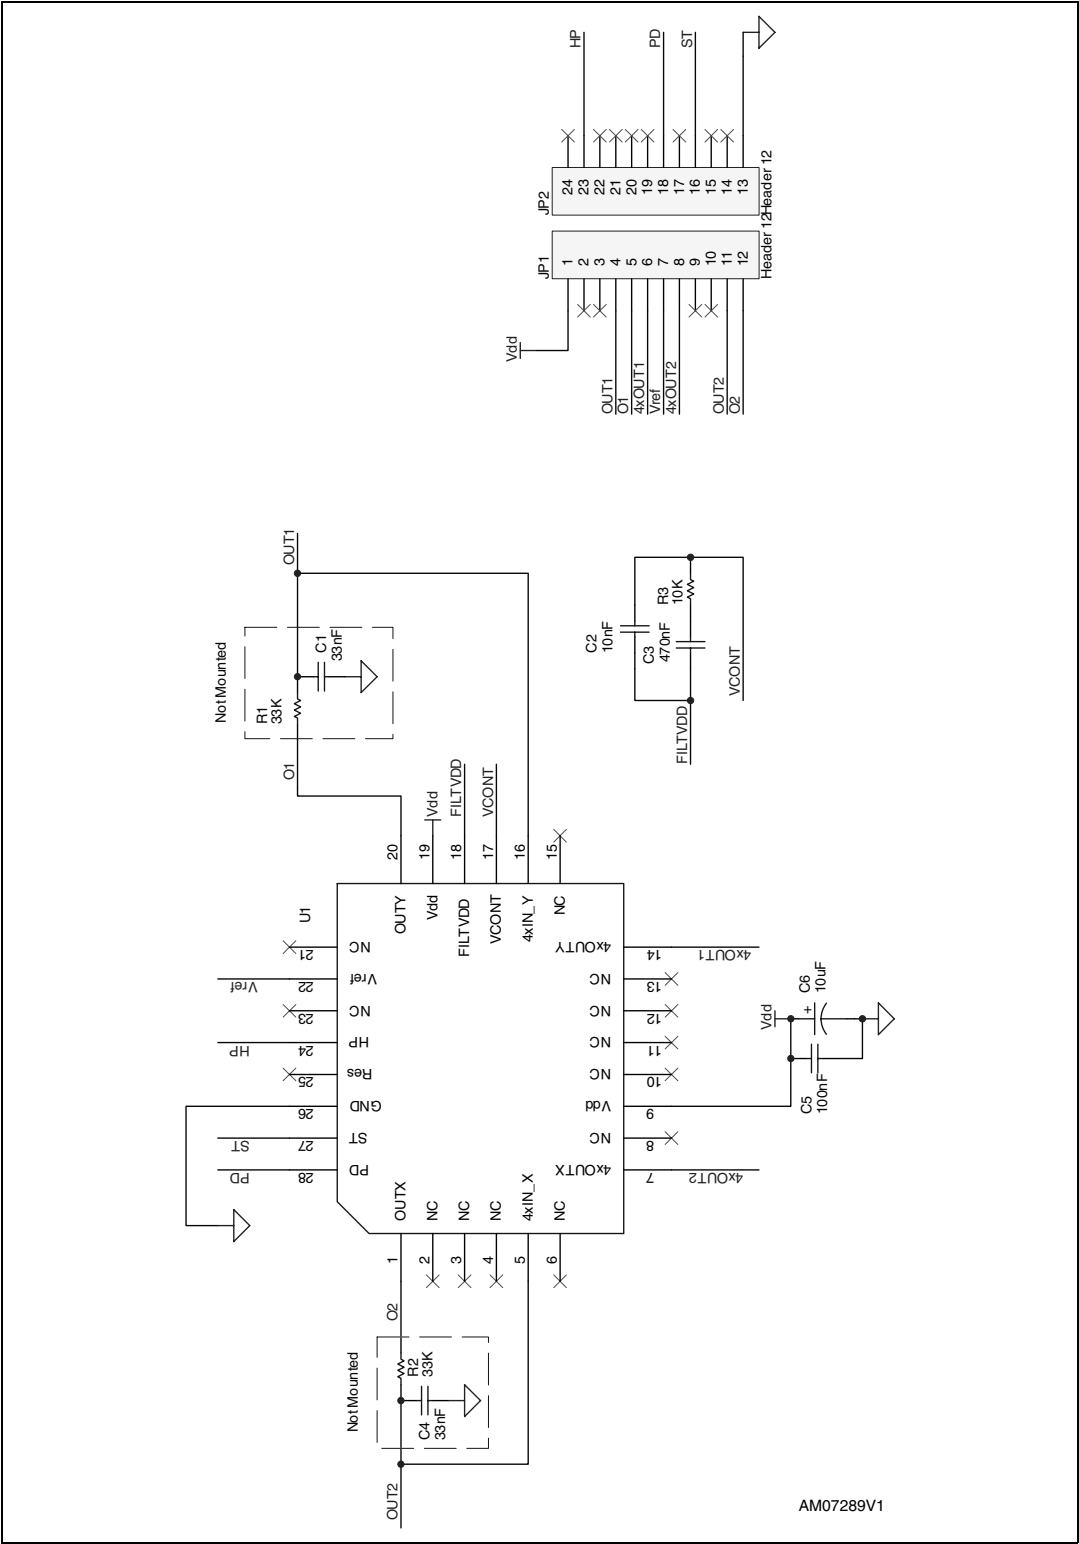 HP
PD
ST
JP2
24
23
22
21
20
19
18
17
16
15
14
13
Header 12
JP1
1
2
3
4
5
6
7
8
9
10
11
12
Header 12
Vdd
OUT1
O1
4xOUT1
Vref
4xOUT2
OUT2
O2
OUT1
Not Mounted
C1
33nF
R1
33K
O1
C2
10nF
C3
470nF
R3
10K
VCONT
FILTVDD
Vdd
FILTVDD
VCONT
20
19
18
17
16
15
U1
OUTY
Vdd
FILTVDD
VCONT
4xIN_Y
NC
21
NC
Vref
22
Vref
23
NC
HP
24
HP
25
Res
26
GND
ST
27
ST
PD
28
PD
4xOUTY
14
4xOUT1
NC
13
NC
12
NC
11
NC
10
Vdd
9
NC
8
4xOUTX
7
4xOUT2
Vdd
+
C6
10uF
C5
100nF
OUTX
NC
NC
NC
4xIN_X
NC
1
2
3
4
5
6
O2
Not Mounted
R2
33K
C4
33nF
OUT2
AM07289V1